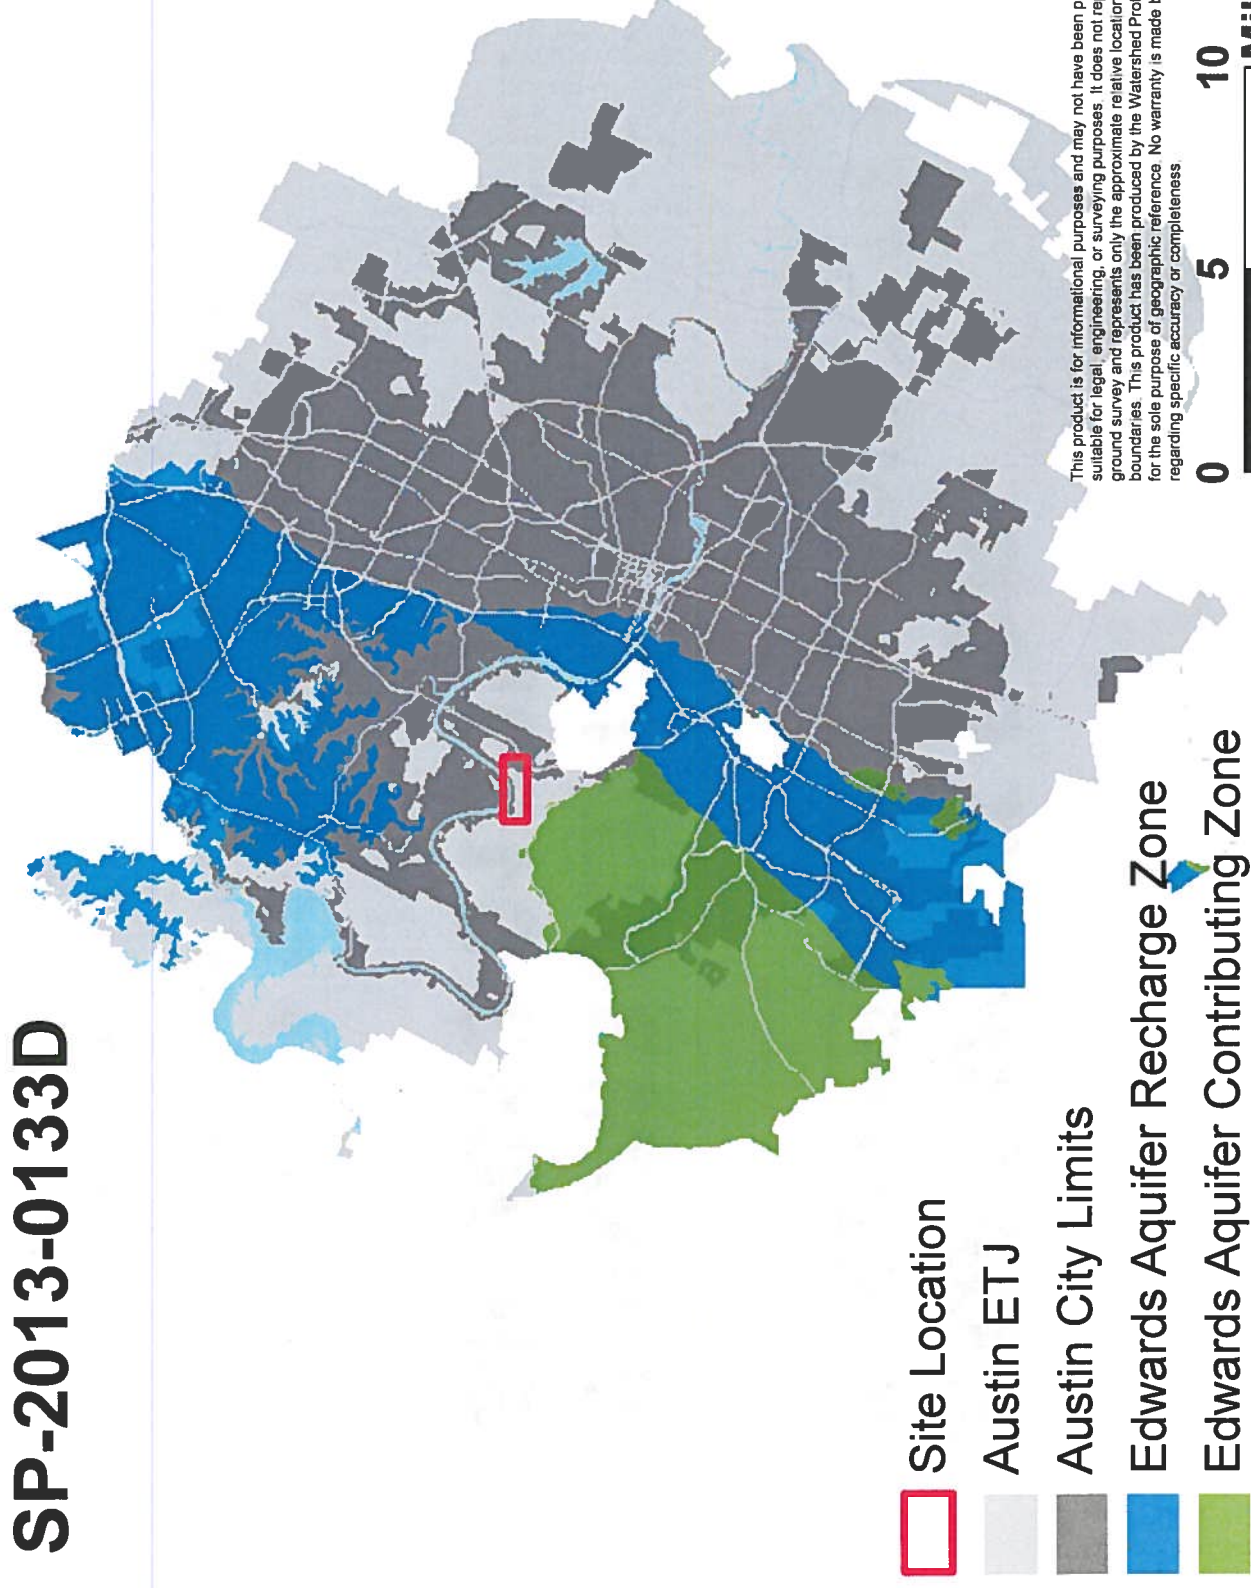 SP-2013-0133D
Site Location
Austin ETJ
Austin City Limits
Edwards Aquifer Recharge Zone
Edwards Aquifer Contributing Zone
This product is for informational purposes and may not have been p
suitable for legal, engineering, or surveying purposes. It does not re
ground survey and represents only the approximate relative location
boundaries. This product has been produced by the Watershed Pro
for the sole purpose of geographic reference. No warranty is made b
regarding specific accuracy or completeness.
0 5 10